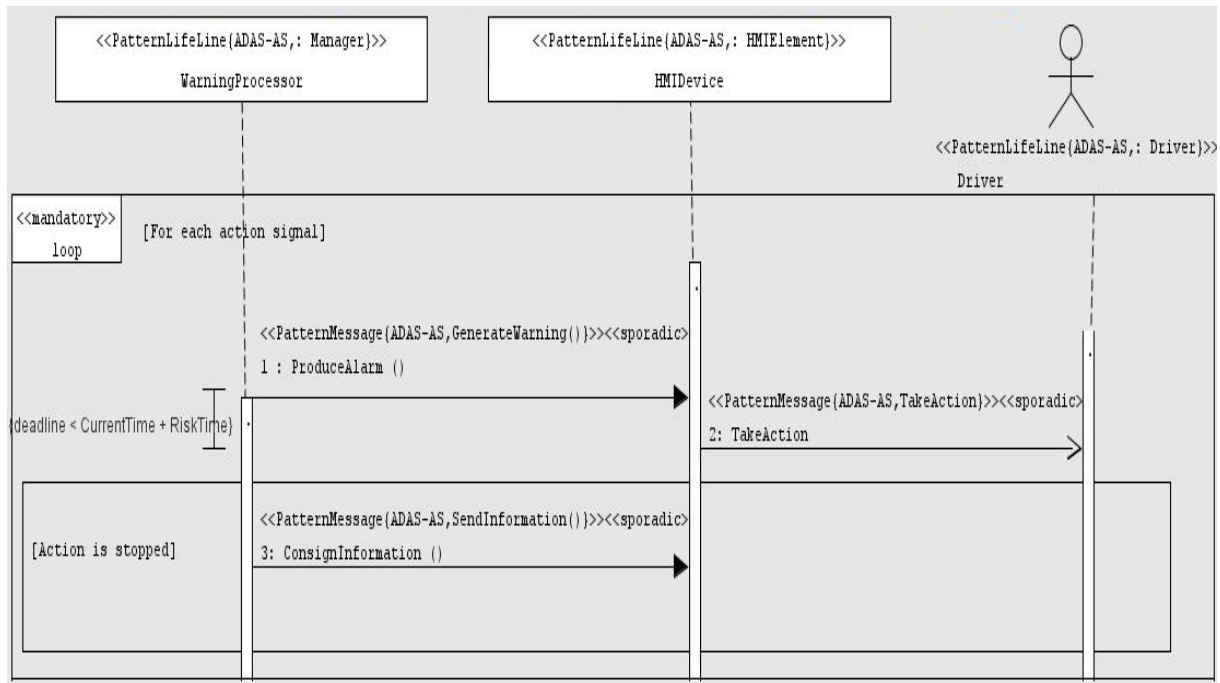 <<PatternLifeLine{ADAS-AS,: Manager}>>
WarningProcessor
<<PatternLifeLine{ADAS-AS,: HMIElement}>>
HMIDevice
<<PatternLifeLine{ADAS-AS,: Driver}>>
Driver
<<mandatory>>
loop
[For each action signal]
<<PatternMessage{ADAS-AS,GenerateWarning()}>><<sporadic>
1 : ProduceAlarm ()
{deadline < CurrentTime + RiskTime}
<<PatternMessage{ADAS-AS,TakeAction}>><<sporadic>
2: TakeAction
<<PatternMessage{ADAS-AS,SendInformation()}>><<sporadic>
[Action is stopped]
3: ConsignInformation ()